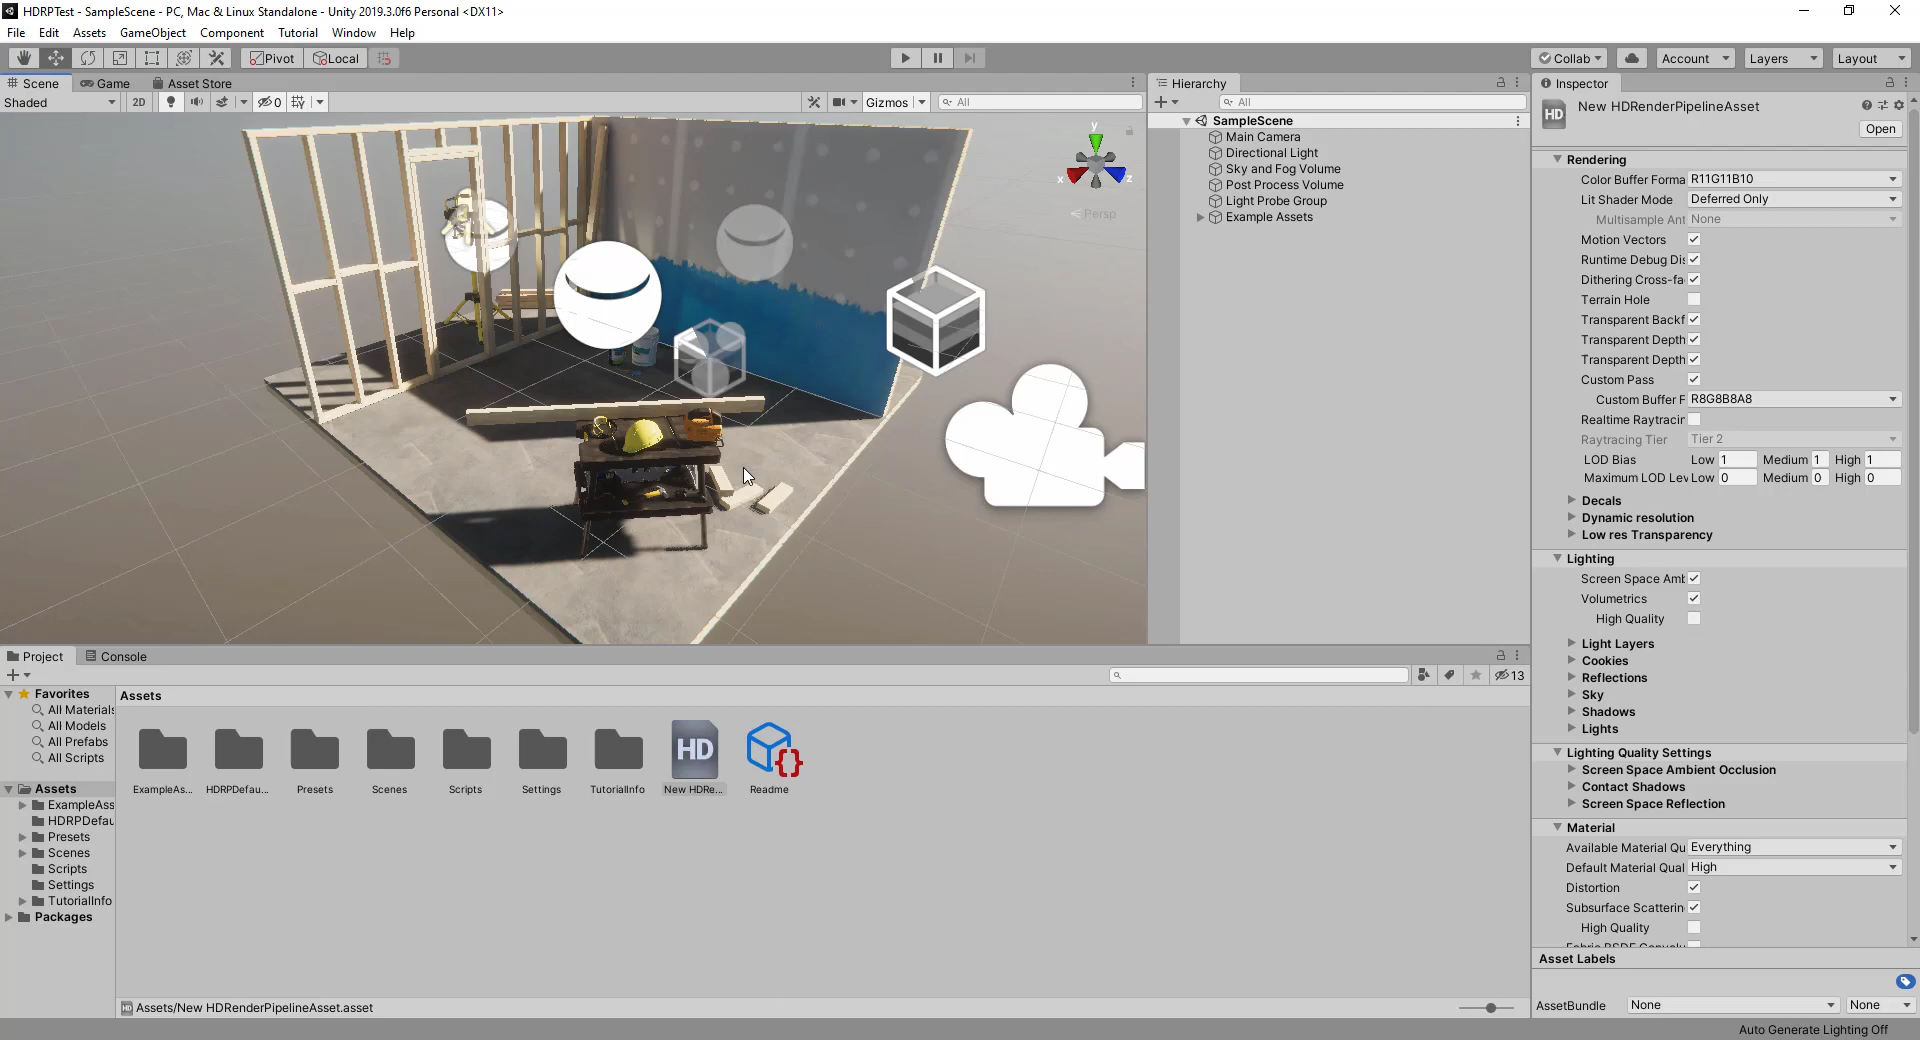 HDRPTest - SampleScene - PC, Mac & Linux Standalone - Unity 2019.3.0f6 Personal <DX11>
File Edit Assets GameObject Component Tutorial Window Help
Pivot Local Collab Account Layers Layout
Scene Game Asset Store
Shaded 2D 0 Gizmos All
y
x z
Persp
Hierarchy
All
SampleScene
Main Camera
Directional Light
Sky and Fog Volume
Post Process Volume
Light Probe Group
Example Assets
Inspector
HD New HDRenderPipelineAsset
Open
Rendering
Color Buffer Forma R11G11B10
Lit Shader Mode Deferred Only
Multisample Ant None
Motion Vectors
Runtime Debug Dis
Dithering Cross-fa
Terrain Hole
Transparent Backf
Transparent Depth
Transparent Depth
Custom Pass
Custom Buffer F R8G8B8A8
Realtime Raytracin
Raytracing Tier Tier 2
LOD Bias Low 1 Medium 1 High 1
Maximum LOD Lev Low 0 Medium 0 High 0
Decals
Dynamic resolution
Low res Transparency
Lighting
Screen Space Amb
Volumetrics
High Quality
Light Layers
Cookies
Reflections
Sky
Shadows
Lights
Lighting Quality Settings
Screen Space Ambient Occlusion
Contact Shadows
Screen Space Reflection
Material
Available Material Qu Everything
Default Material Qual High
Distortion
Subsurface Scatterin
High Quality
Asset Labels
AssetBundle None None
Project Console
13
Favorites
All Materials
All Models
All Prefabs
All Scripts
Assets
ExampleAss
HDRPDefau
Presets
Scenes
Scripts
Settings
TutorialInfo
Packages
Assets
HD
ExampleAs... HDRPDefau... Presets Scenes Scripts Settings TutorialInfo New HDRe... Readme
Assets/New HDRenderPipelineAsset.asset
Auto Generate Lighting Off